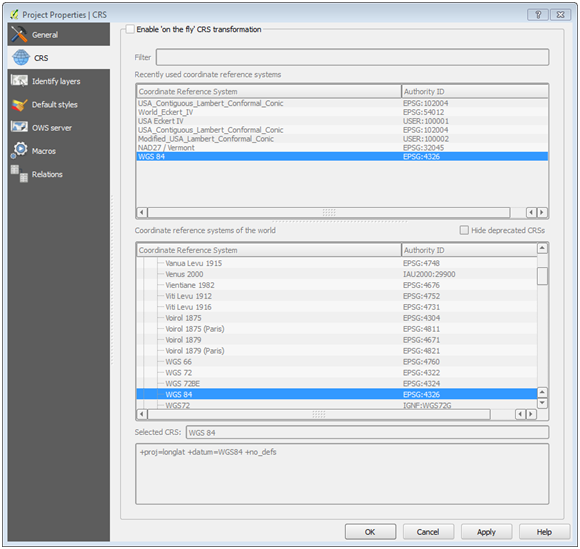 Project Properties | CRS
General
CRS
Identify layers
Default styles
OWS server
Macros
Relations
Enable 'on the fly' CRS transformation
Filter
Recently used coordinate reference systems
Coordinate Reference System Authority ID
USA_Contiguous_Lambert_Conformal_Conic EPSG:102004
World_Eckert_IV EPSG:54012
USA Eckert IV USER:100001
USA_Contiguous_Lambert_Conformal_Conic EPSG:102004
Modified_USA_Lambert_Conformal_Conic USER:100002
NAD27 / Vermont EPSG:32045
WGS 84 EPSG:4326
Coordinate reference systems of the world Hide deprecated CRSs
Coordinate Reference System Authority ID
Vanua Levu 1915 EPSG:4748
Venus 2000 IAU2000:29900
Vientiane 1982 EPSG:4676
Viti Levu 1912 EPSG:4752
Viti Levu 1916 EPSG:4731
Voirol 1875 EPSG:4304
Voirol 1875 (Paris) EPSG:4811
Voirol 1879 EPSG:4671
Voirol 1879 (Paris) EPSG:4821
WGS 66 EPSG:4760
WGS 72 EPSG:4322
WGS 72BE EPSG:4324
WGS 84 EPSG:4326
WGS72 IGNF:WGS72G
Selected CRS: WGS 84
+proj=longlat +datum=WGS84 +no_defs
OK Cancel Apply Help